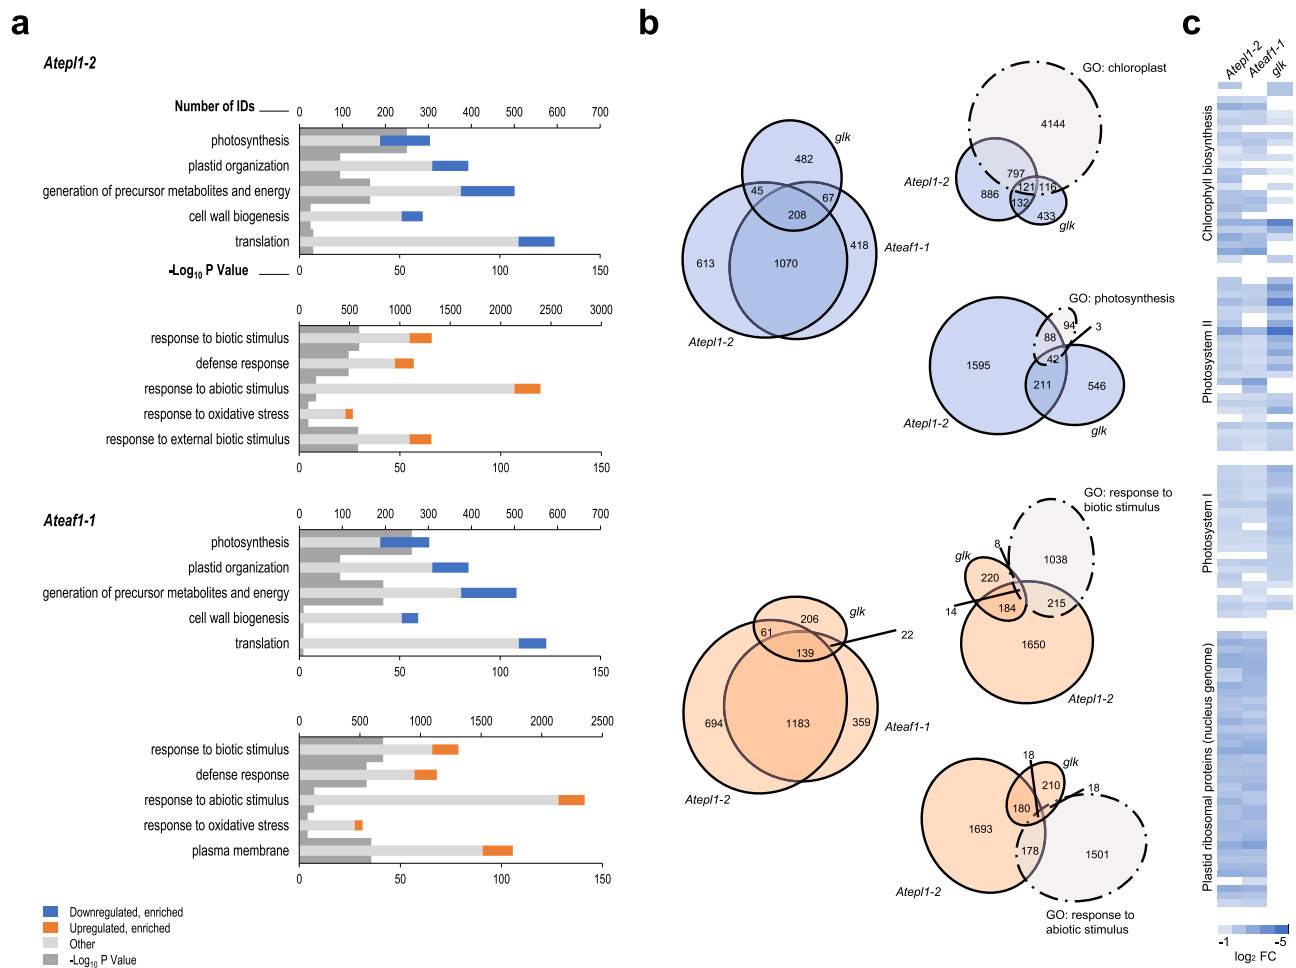 a
Atepl1-2
Number of IDs
0 100 200 300 400 500 600 700
photosynthesis
plastid organization
generation of precursor metabolites and energy
cell wall biogenesis
translation
-Log10 P Value
0 50 100 150
0 500 1000 1500 2000 2500 3000
response to biotic stimulus
defense response
response to abiotic stimulus
response to oxidative stress
response to external biotic stimulus
0 50 100 150
Ateaf1-1
0 100 200 300 400 500 600 700
photosynthesis
plastid organization
generation of precursor metabolites and energy
cell wall biogenesis
translation
0 50 100 150
0 500 1000 1500 2000 2500
response to biotic stimulus
defense response
response to abiotic stimulus
response to oxidative stress
plasma membrane
0 50 100 150
Downregulated, enriched
Upregulated, enriched
Other
-Log10 P Value
b
glk
482
45
67
208
418
Ateaf1-1
613
1070
Atepl1-2
GO: chloroplast
4144
Atepl1-2
797
886
121
116
132
433
glk
GO: photosynthesis
94
3
88
1595
42
211
546
Atepl1-2
glk
glk
206
61
22
139
Ateaf1-1
694
1183
359
Atepl1-2
GO: response to
biotic stimulus
8
glk
1038
220
14
184
215
1650
Atepl1-2
18
glk
210
18
180
1693
178
1501
Atepl1-2
GO: response to
abiotic stimulus
c
Atepl1-2
Ateaf1-1
glk
Chlorophyll biosynthesis
Photosystem II
Photosystem I
Plastid ribosomal proteins (nucleus genome)
-1 -5
log2 FC